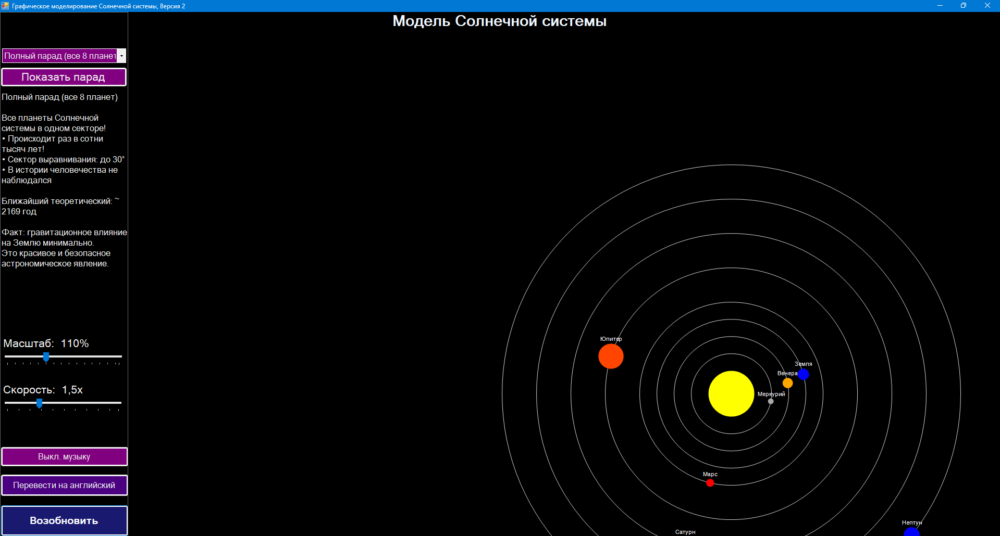 Графическое моделирование Солнечной системы, Версия 2
Модель Солнечной системы
Полный парад (все 8 планет
Показать парад
Полный парад (все 8 планет)
Все планеты Солнечной
системы в одном секторе!
• Происходит раз в сотни
тысяч лет!
• Сектор выравнивания: до 30°
• В истории человечества не
наблюдался
Ближайший теоретический: ~
2169 год
Факт: гравитационное влияние
на Землю минимально.
Это красивое и безопасное
астрономическое явление.
Масштаб: 110%
Скорость: 1,5x
Выкл. музыку
Перевести на английский
Возобновить
Юпитер
Земля
Венера
Меркурий
Марс
Нептун
Сатурн